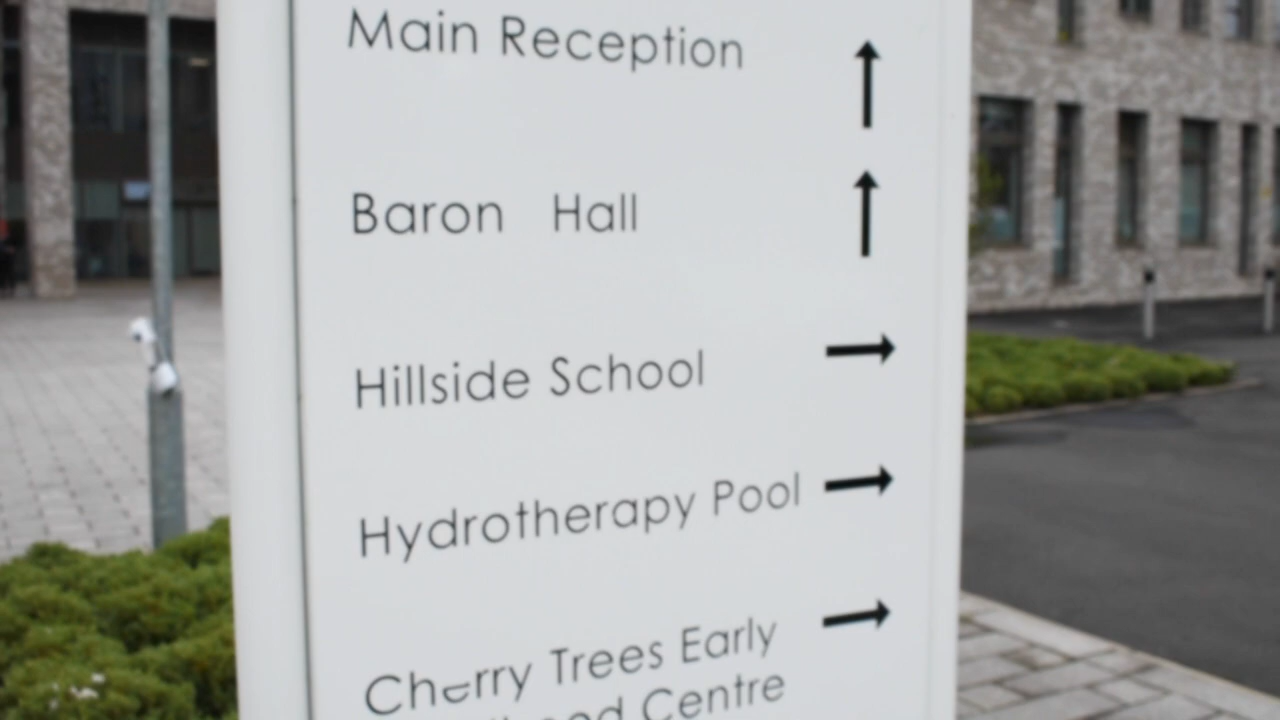 Main Reception
Baron Hall
Hillside School
Hydrotherapy Pool
Cherry Trees Early
Centre